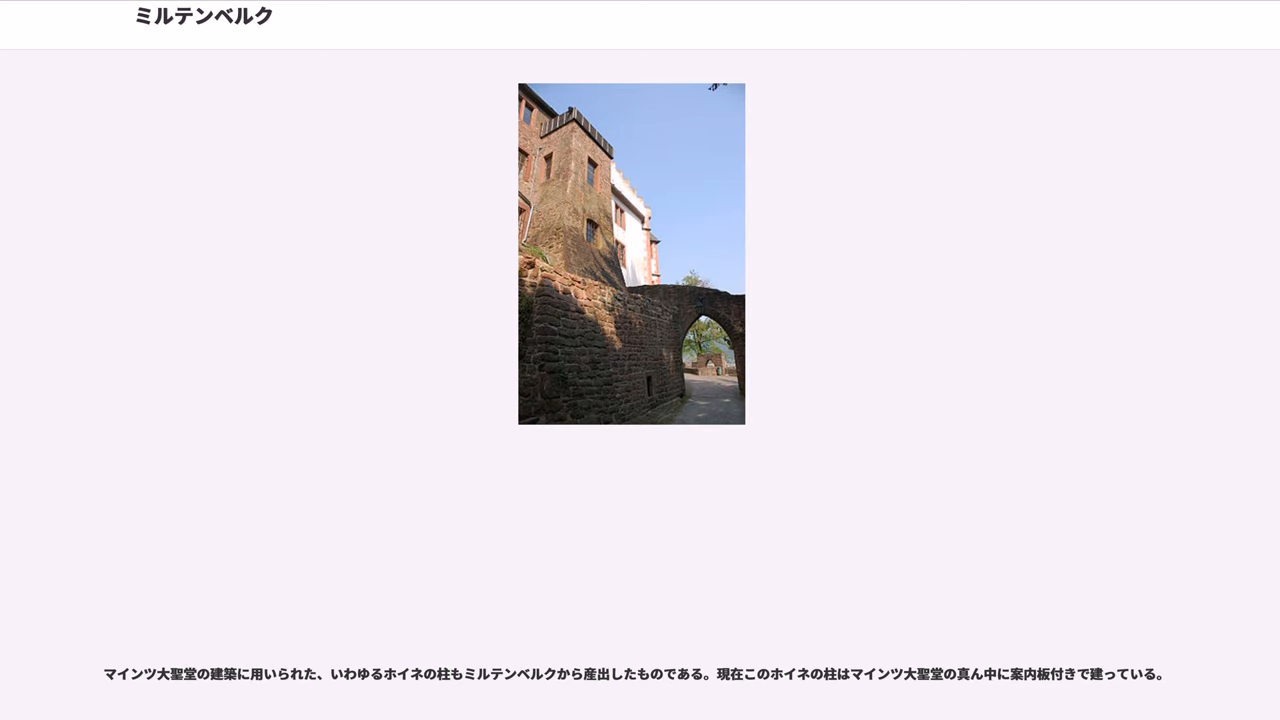 ミルテンベルク
マインツ大聖堂の建築に用いられた、いわゆるホイネの柱もミルテンベルクから産出したものである。現在このホイネの柱はマインツ大聖堂の真ん中に案内板付きで建っている。